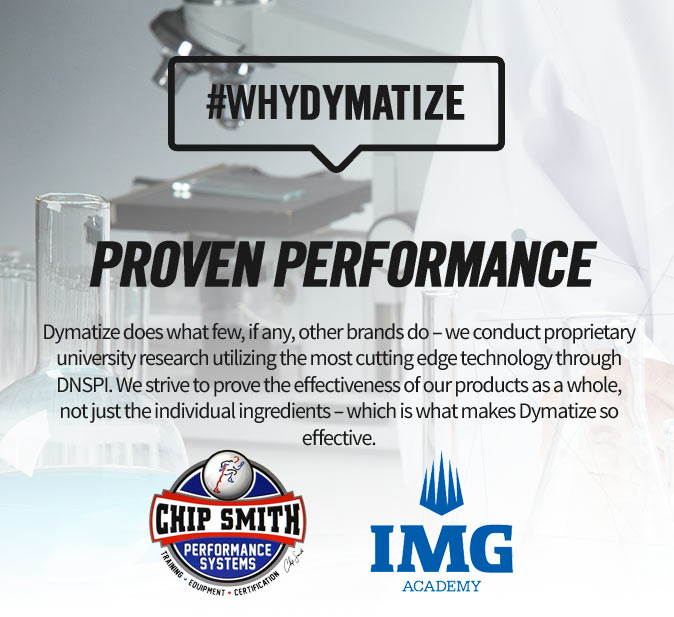 #WHYDYMATIZE
PROVEN PERFORMANCE
Dymatize does what few, if any, other brands do – we conduct proprietary
university research utilizing the most cutting edge technology through
DNSPI. We strive to prove the effectiveness of our products as a whole,
not just the individual ingredients – which is what makes Dymatize so
effective.
CHIP SMITH
PERFORMANCE
SYSTEMS
TRAINING • EQUIPMENT • CERTIFICATION
IMG
ACADEMY